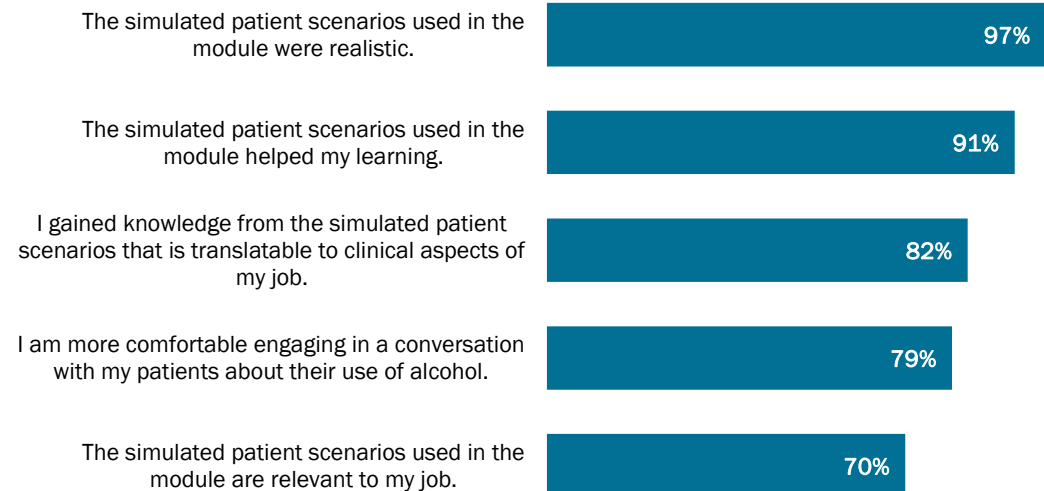 The simulated patient scenarios used in the
module were realistic.
97%
The simulated patient scenarios used in the
module helped my learning.
91%
I gained knowledge from the simulated patient
scenarios that is translatable to clinical aspects of
my job.
82%
I am more comfortable engaging in a conversation
with my patients about their use of alcohol.
79%
The simulated patient scenarios used in the
module are relevant to my job.
70%